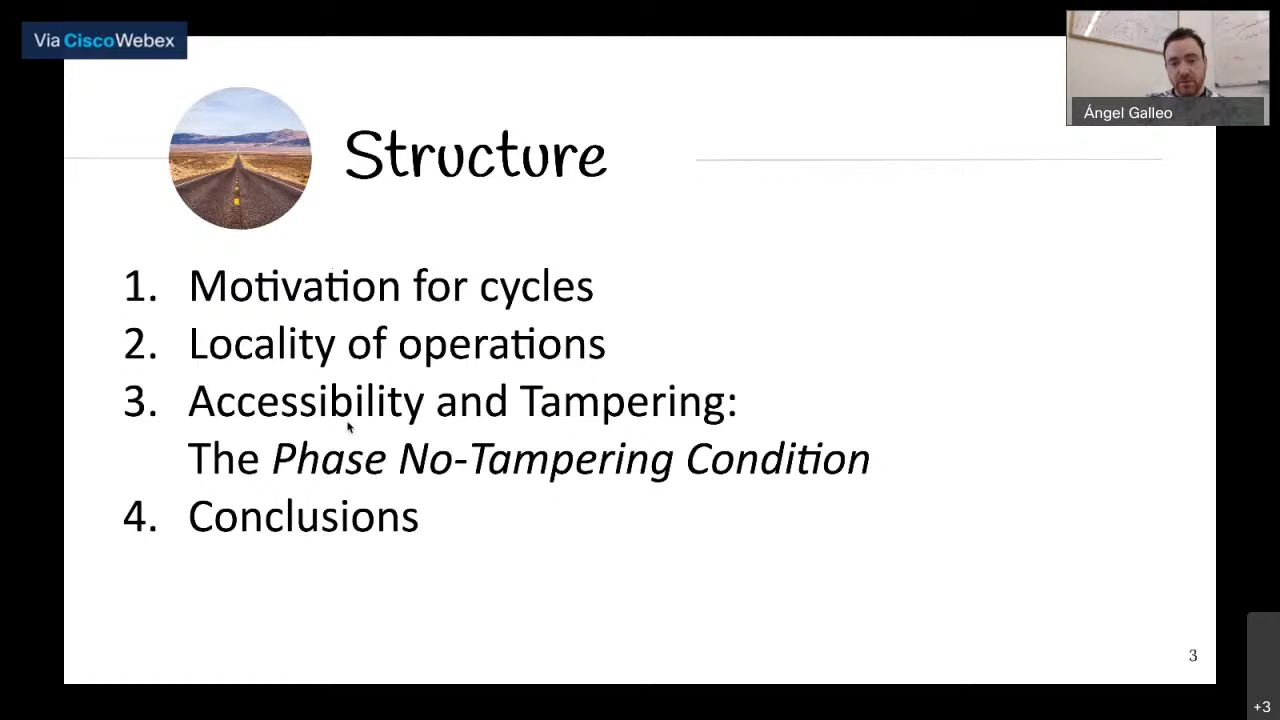 Via CiscoWebex
Ángel Galleo
Structure
1. Motivation for cycles
2. Locality of operations
3. Accessibility and Tampering:
The Phase No-Tampering Condition
4. Conclusions
3
+3